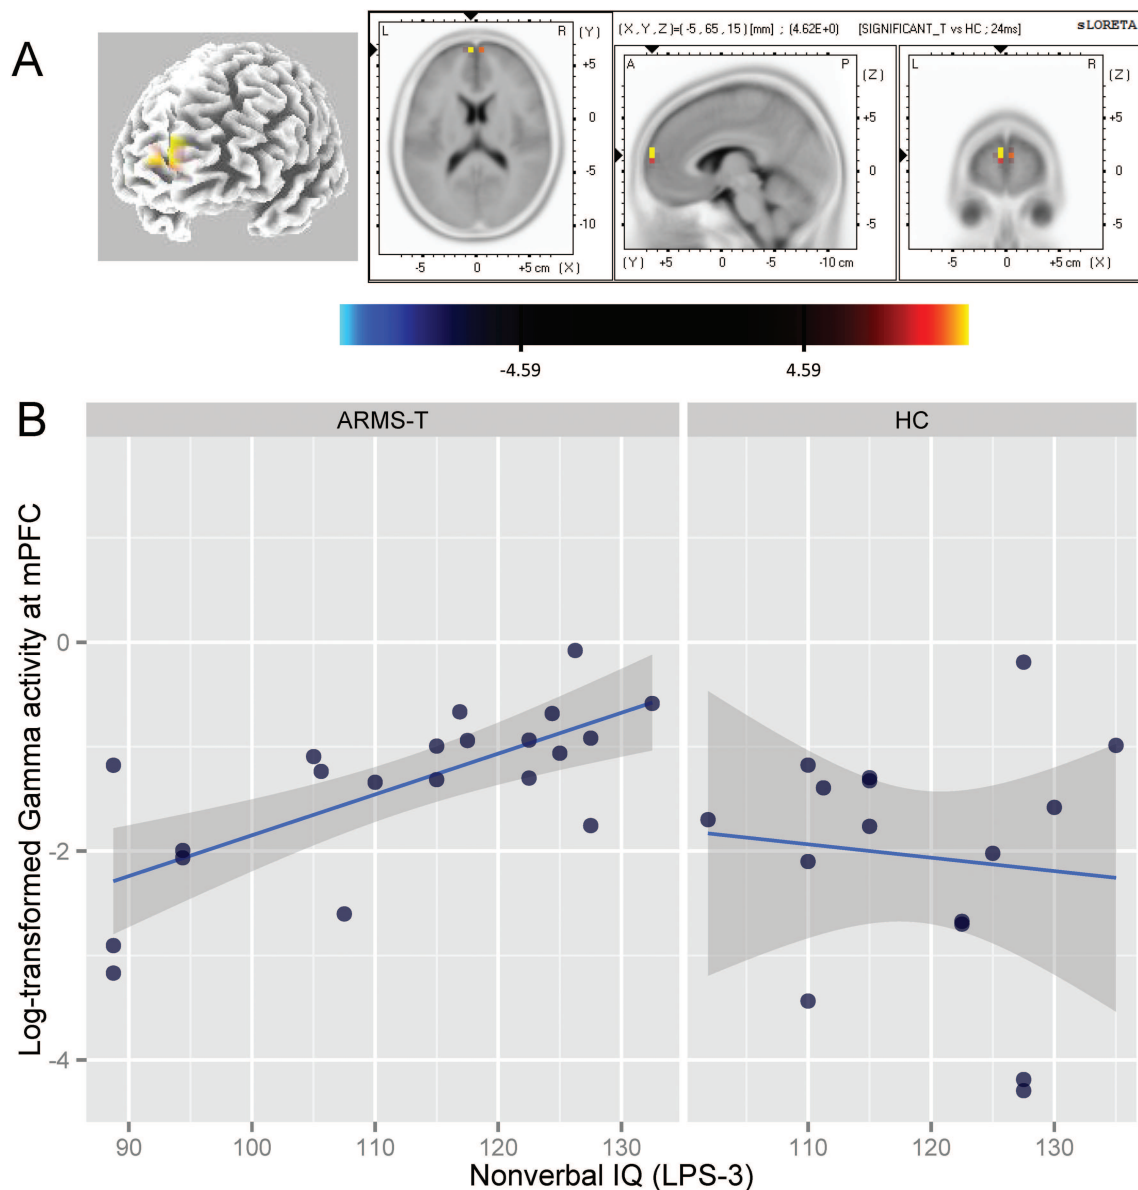 A
L R (Y)
+5
0
-5
-10
-5 0 +5 cm (X)
(X, Y, Z)=( -5, 65, 15) [mm] ; (4.62E+0) [SIGNIFICANT_T vs HC ; 24ms] sLORETA
A P (Z)
+5
0
-5
(Y) +5 0 -5 -10 cm
L R (Z)
+5
0
-5
-5 0 +5 cm (X)
-4.59 4.59
B
ARMS-T HC
Log-transformed Gamma activity at mPFC
0
-2
-4
90 100 110 120 130 110 120 130
Nonverbal IQ (LPS-3)